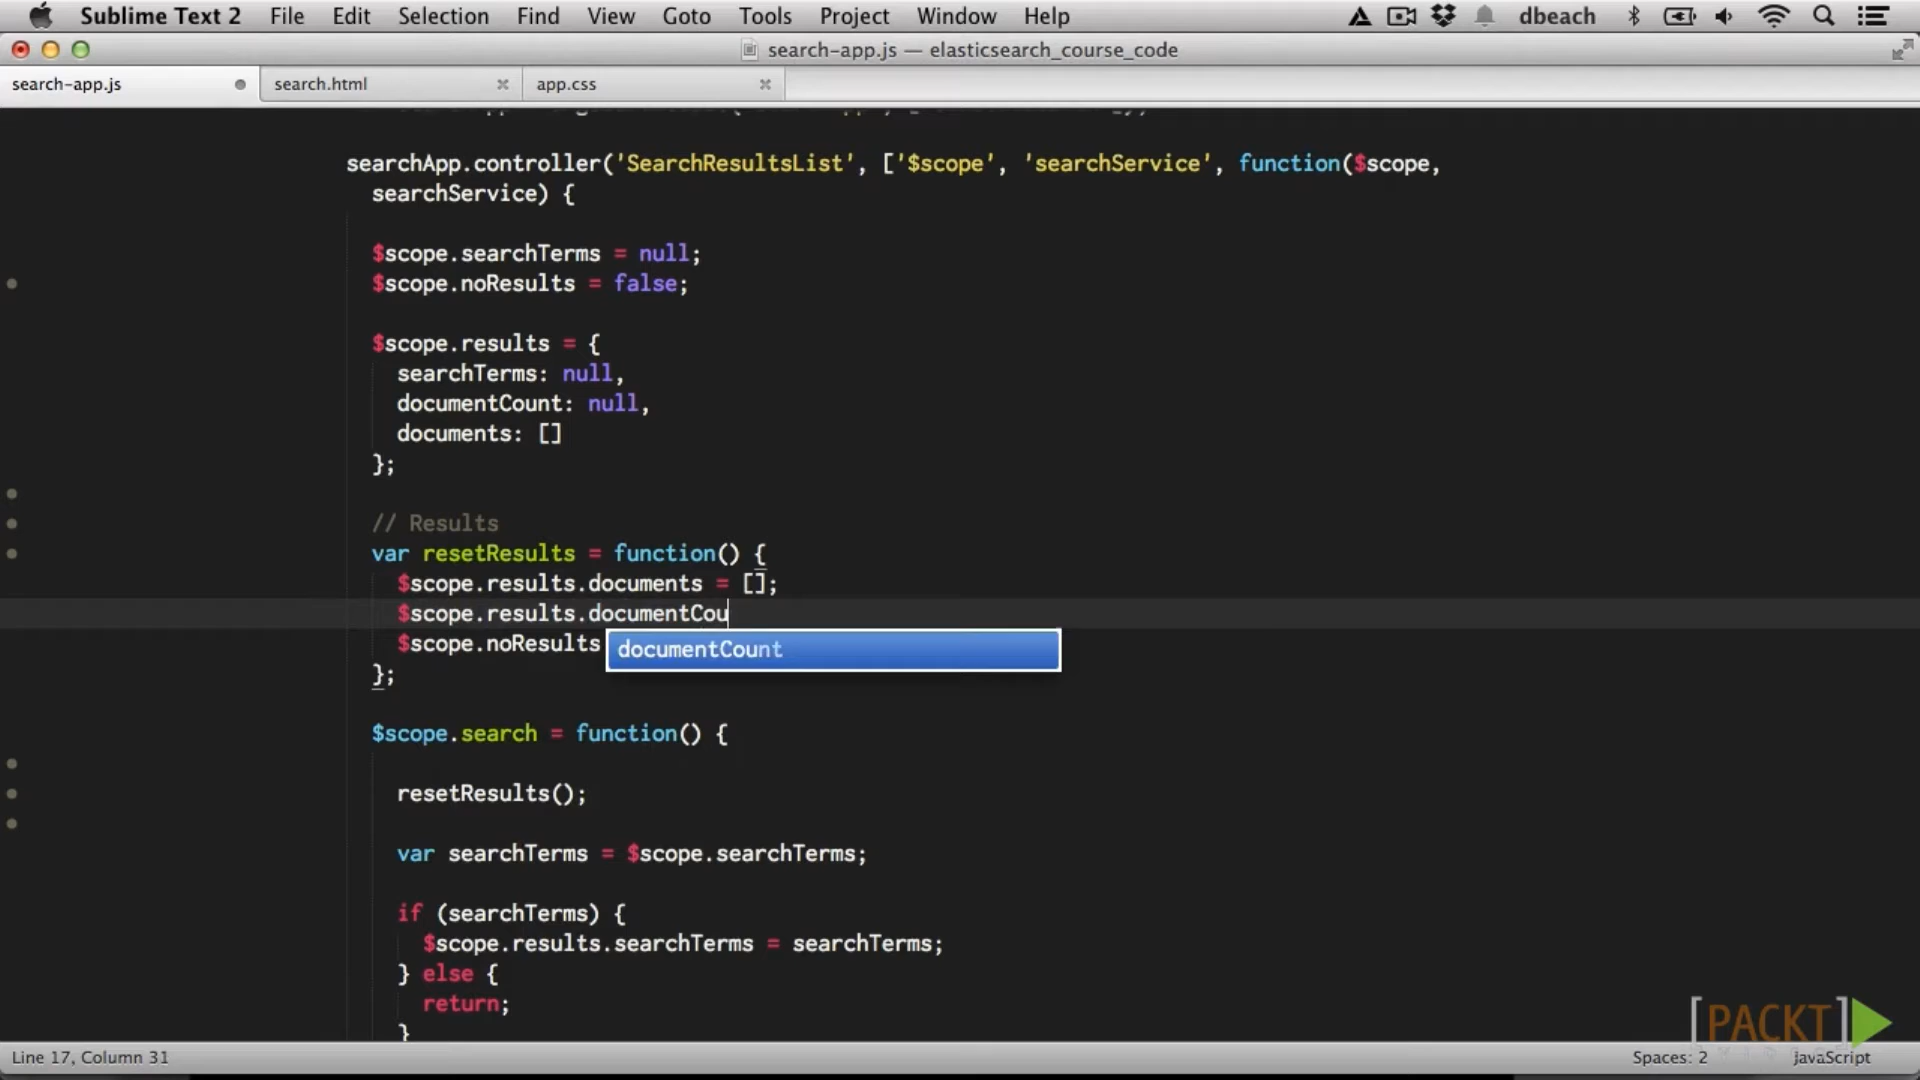 Sublime Text 2 File Edit Selection Find View Goto Tools Project Window Help dbeach
search-app.js — elasticsearch_course_code
search-app.js search.html app.css
searchApp.controller('SearchResultsList', ['$scope', 'searchService', function($scope,
searchService) {
$scope.searchTerms = null;
$scope.noResults = false;
$scope.results = {
searchTerms: null,
documentCount: null,
documents: []
};
// Results
var resetResults = function() {
$scope.results.documents = [];
$scope.results.documentCou
$scope.noResults
documentCount
};
$scope.search = function() {
resetResults();
var searchTerms = $scope.searchTerms;
if (searchTerms) {
$scope.results.searchTerms = searchTerms;
} else {
return;
}
[PACKT]
Line 17, Column 31 Spaces: 2 JavaScript